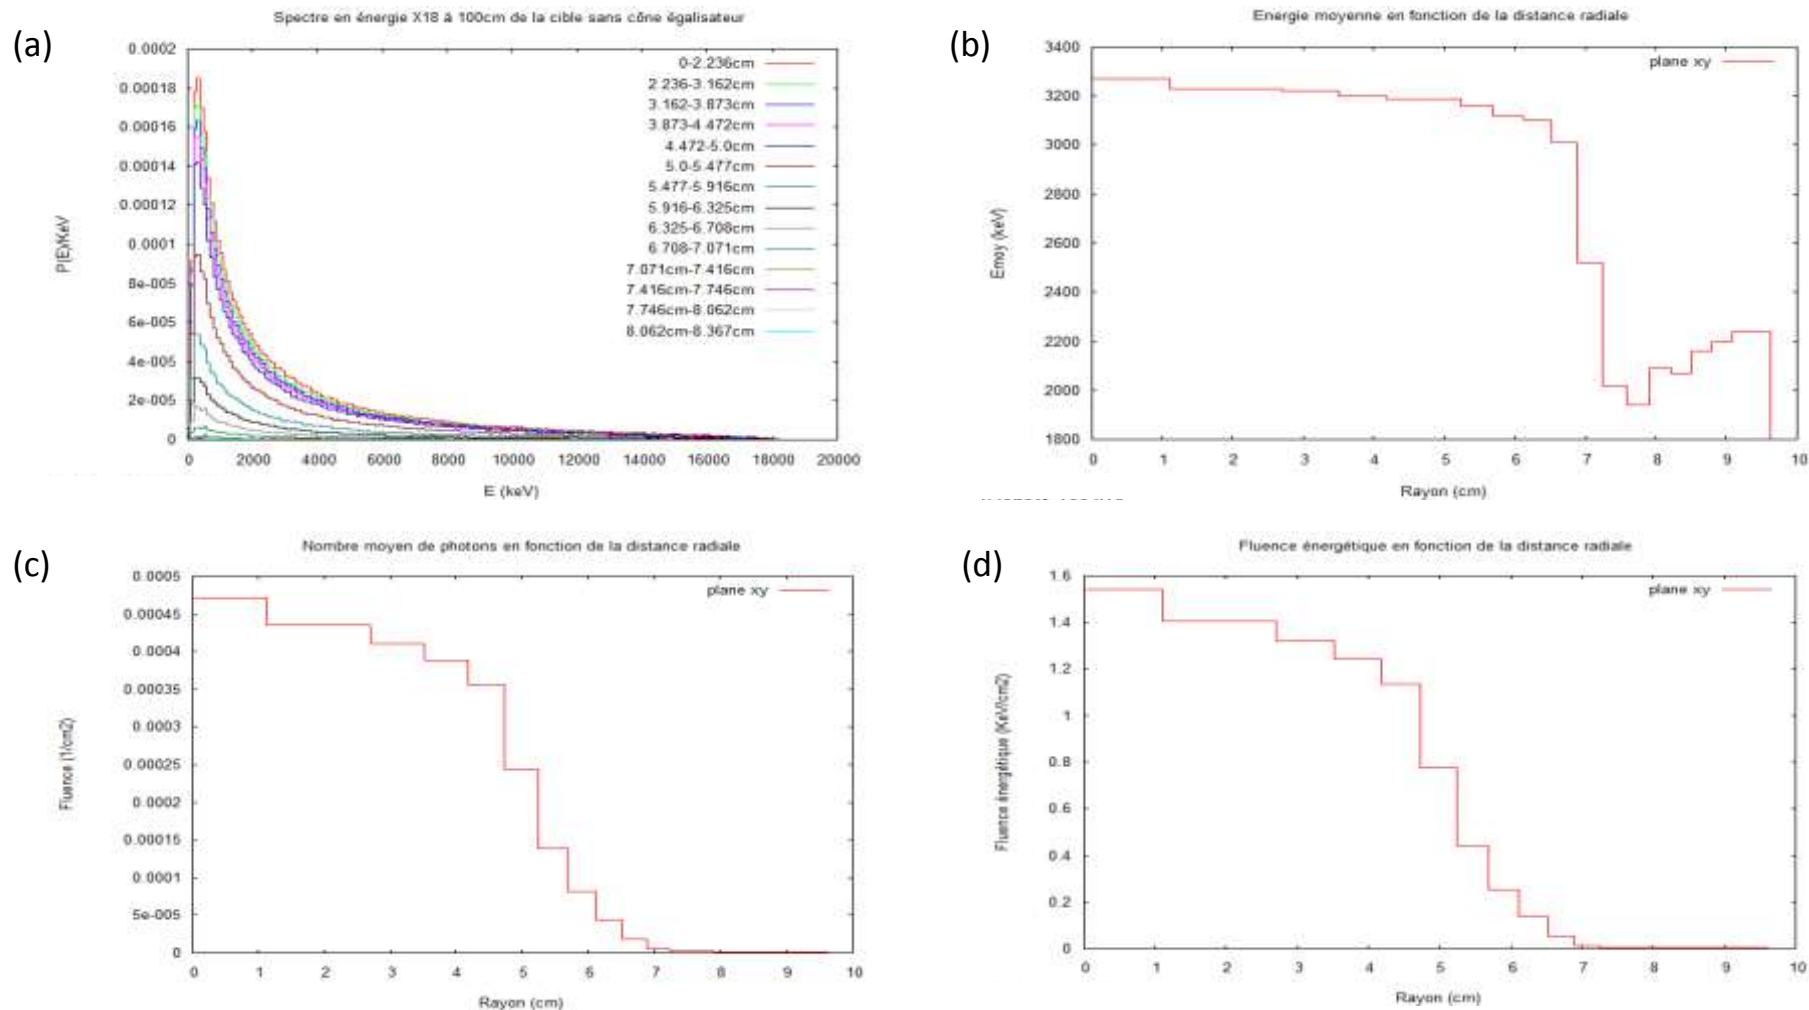 (a)
Spectre en énergie X18 à 100cm de la cible sans cône égalisateur
0.0002
0.00018
0.00016
0.00014
0.00012
0.0001
8e-005
6e-005
4e-005
2e-005
0
P(E)/KeV
0-2.236cm
2.236-3.162cm
3.162-3.873cm
3.873-4.472cm
4.472-5.0cm
5.0-5.477cm
5.477-5.916cm
5.916-6.325cm
6.325-6.708cm
6.708-7.071cm
7.071cm-7.416cm
7.416cm-7.746cm
7.746cm-8.062cm
8.062cm-8.367cm
0 2000 4000 6000 8000 10000 12000 14000 16000 18000 20000
E (keV)
(b)
Energie moyenne en fonction de la distance radiale
3400
3200
3000
2800
2600
2400
2200
2000
1800
Emoy (keV)
plane xy
0 1 2 3 4 5 6 7 8 9 10
Rayon (cm)
(c)
Nombre moyen de photons en fonction de la distance radiale
0.0005
0.00045
0.0004
0.00035
0.0003
0.00025
0.0002
0.00015
0.0001
5e-005
0
Fluence (1/cm2)
plane xy
0 1 2 3 4 5 6 7 8 9 10
Rayon (cm)
(d)
Fluence énergétique en fonction de la distance radiale
1.6
1.4
1.2
1
0.8
0.6
0.4
0.2
0
Fluence énergétique (KeV/cm2)
plane xy
0 1 2 3 4 5 6 7 8 9 10
Rayon (cm)